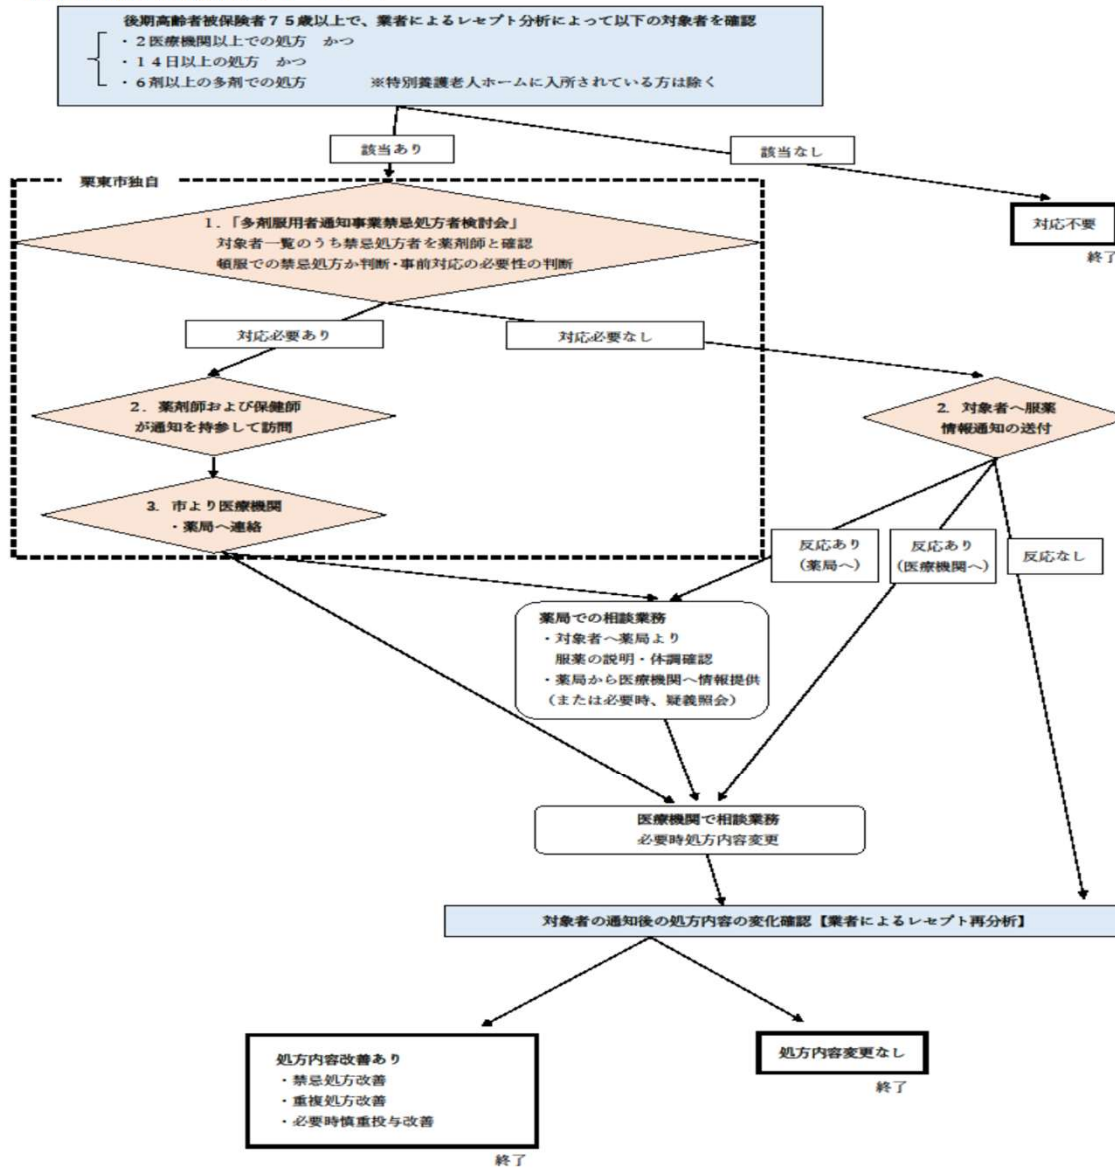 後期高齢者被保険者７５歳以上で、業者によるレセプト分析によって以下の対象者を確認
・２医療機関以上での処方　かつ
・１４日以上の処方　かつ
・６剤以上の多剤での処方　　　※特別養護老人ホームに入所されている方は除く
該当あり
該当なし
栗東市独自
対応不要
終了
１．「多剤服用者通知事業禁忌処方者検討会」
対象者一覧のうち禁忌処方者を薬剤師と確認
頓服での禁忌処方か判断・事前対応の必要性の判断
対応必要あり
対応必要なし
２．薬剤師および保健師
が通知を持参して訪問
２．対象者へ服薬
情報通知の送付
３．市より医療機関
・薬局へ連絡
反応あり
（薬局へ）
反応あり
（医療機関へ）
反応なし
薬局での相談業務
・対象者へ薬局より
服薬の説明・体調確認
・薬局から医療機関へ情報提供
（または必要時、疑義照会）
医療機関で相談業務
必要時処方内容変更
対象者の通知後の処方内容の変化確認【業者によるレセプト再分析】
処方内容改善あり
・禁忌処方改善
・重複処方改善
・必要時慎重投与改善
終了
処方内容変更なし
終了